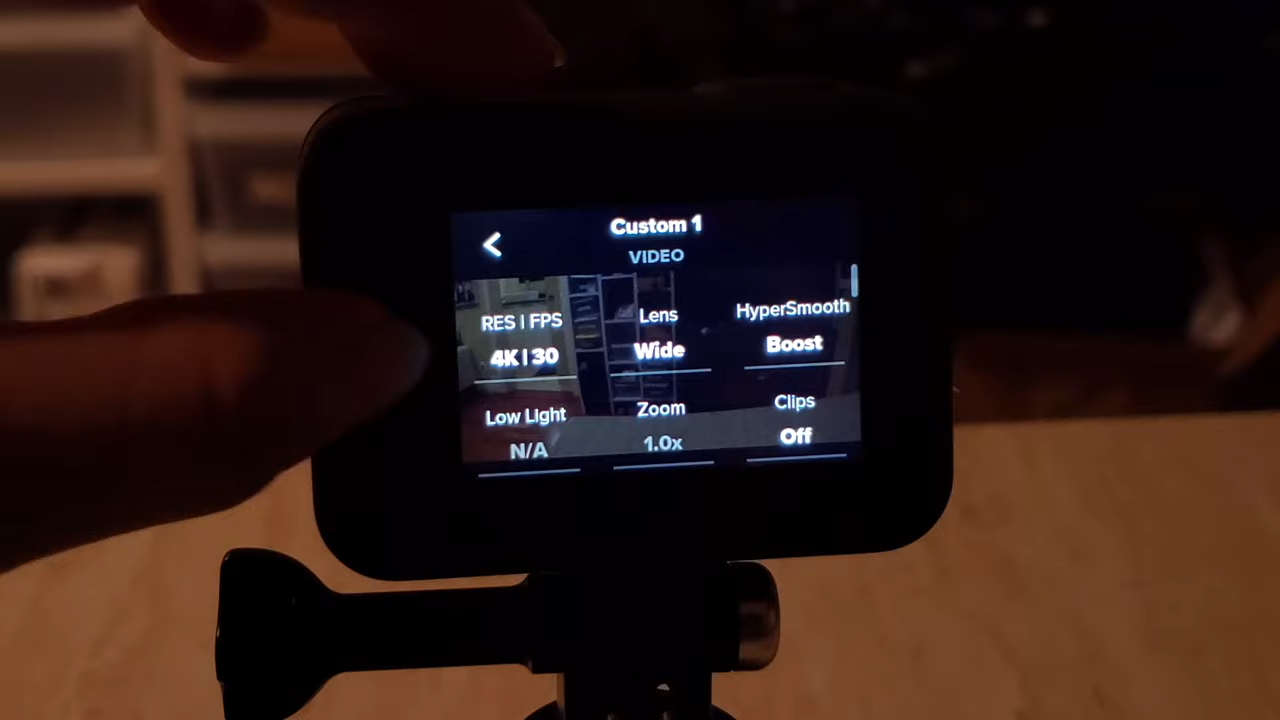 Custom 1
VIDEO
RES | FPS
4K | 30
Lens
Wide
HyperSmooth
Boost
Low Light
N/A
Zoom
1.0x
Clips
Off